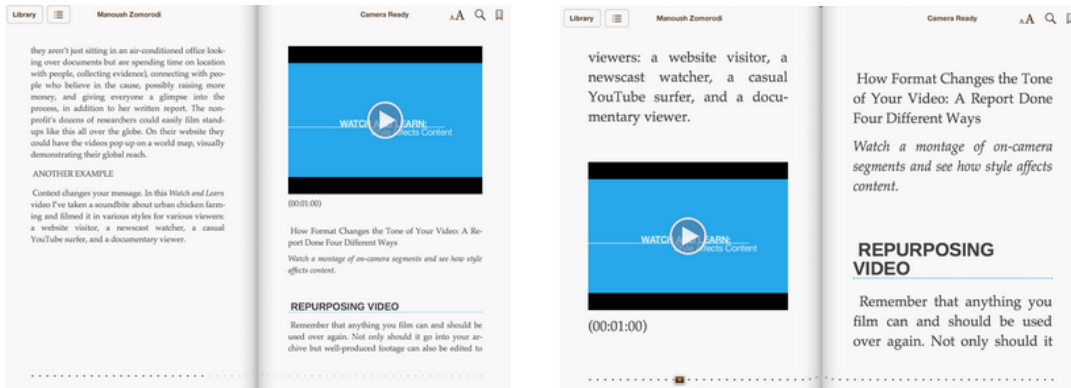 Library
Manoush Zomorodi
Camera Ready
AA
they aren't just sitting in an air-conditioned office look-
ing over documents but are spending time on location
with people, collecting evidence), connecting with peo-
ple who believe in the cause, possibly raising more
money, and giving everyone a glimpse into the
process, in addition to her written report. The non-
profit's dozens of researchers could easily film stand-
ups like this all over the globe. On their website they
could have the videos pop up on a world map, visually
demonstrating their global reach.
ANOTHER EXAMPLE
Context changes your message. In this Watch and Learn
video I've taken a soundbite about urban chicken farm-
ing and filmed it in various styles for various viewers:
a website visitor, a newscast watcher, a casual
YouTube surfer, and a documentary viewer.
WATCH LEARN:
Affects Content
(00:01:00)
How Format Changes the Tone of Your Video: A Re-
port Done Four Different Ways
Watch a montage of on-camera segments and see how style
affects content.
REPURPOSING VIDEO
Remember that anything you film can and should be
used over again. Not only should it go into your ar-
chive but well-produced footage can also be edited to
Library
Manoush Zomorodi
Camera Ready
AA
viewers: a website visitor, a
newscast watcher, a casual
YouTube surfer, and a docu-
mentary viewer.
WATCH LEARN:
Affects Content
(00:01:00)
How Format Changes the Tone
of Your Video: A Report Done
Four Different Ways
Watch a montage of on-camera
segments and see how style affects
content.
REPURPOSING
VIDEO
Remember that anything you
film can and should be used
over again. Not only should it